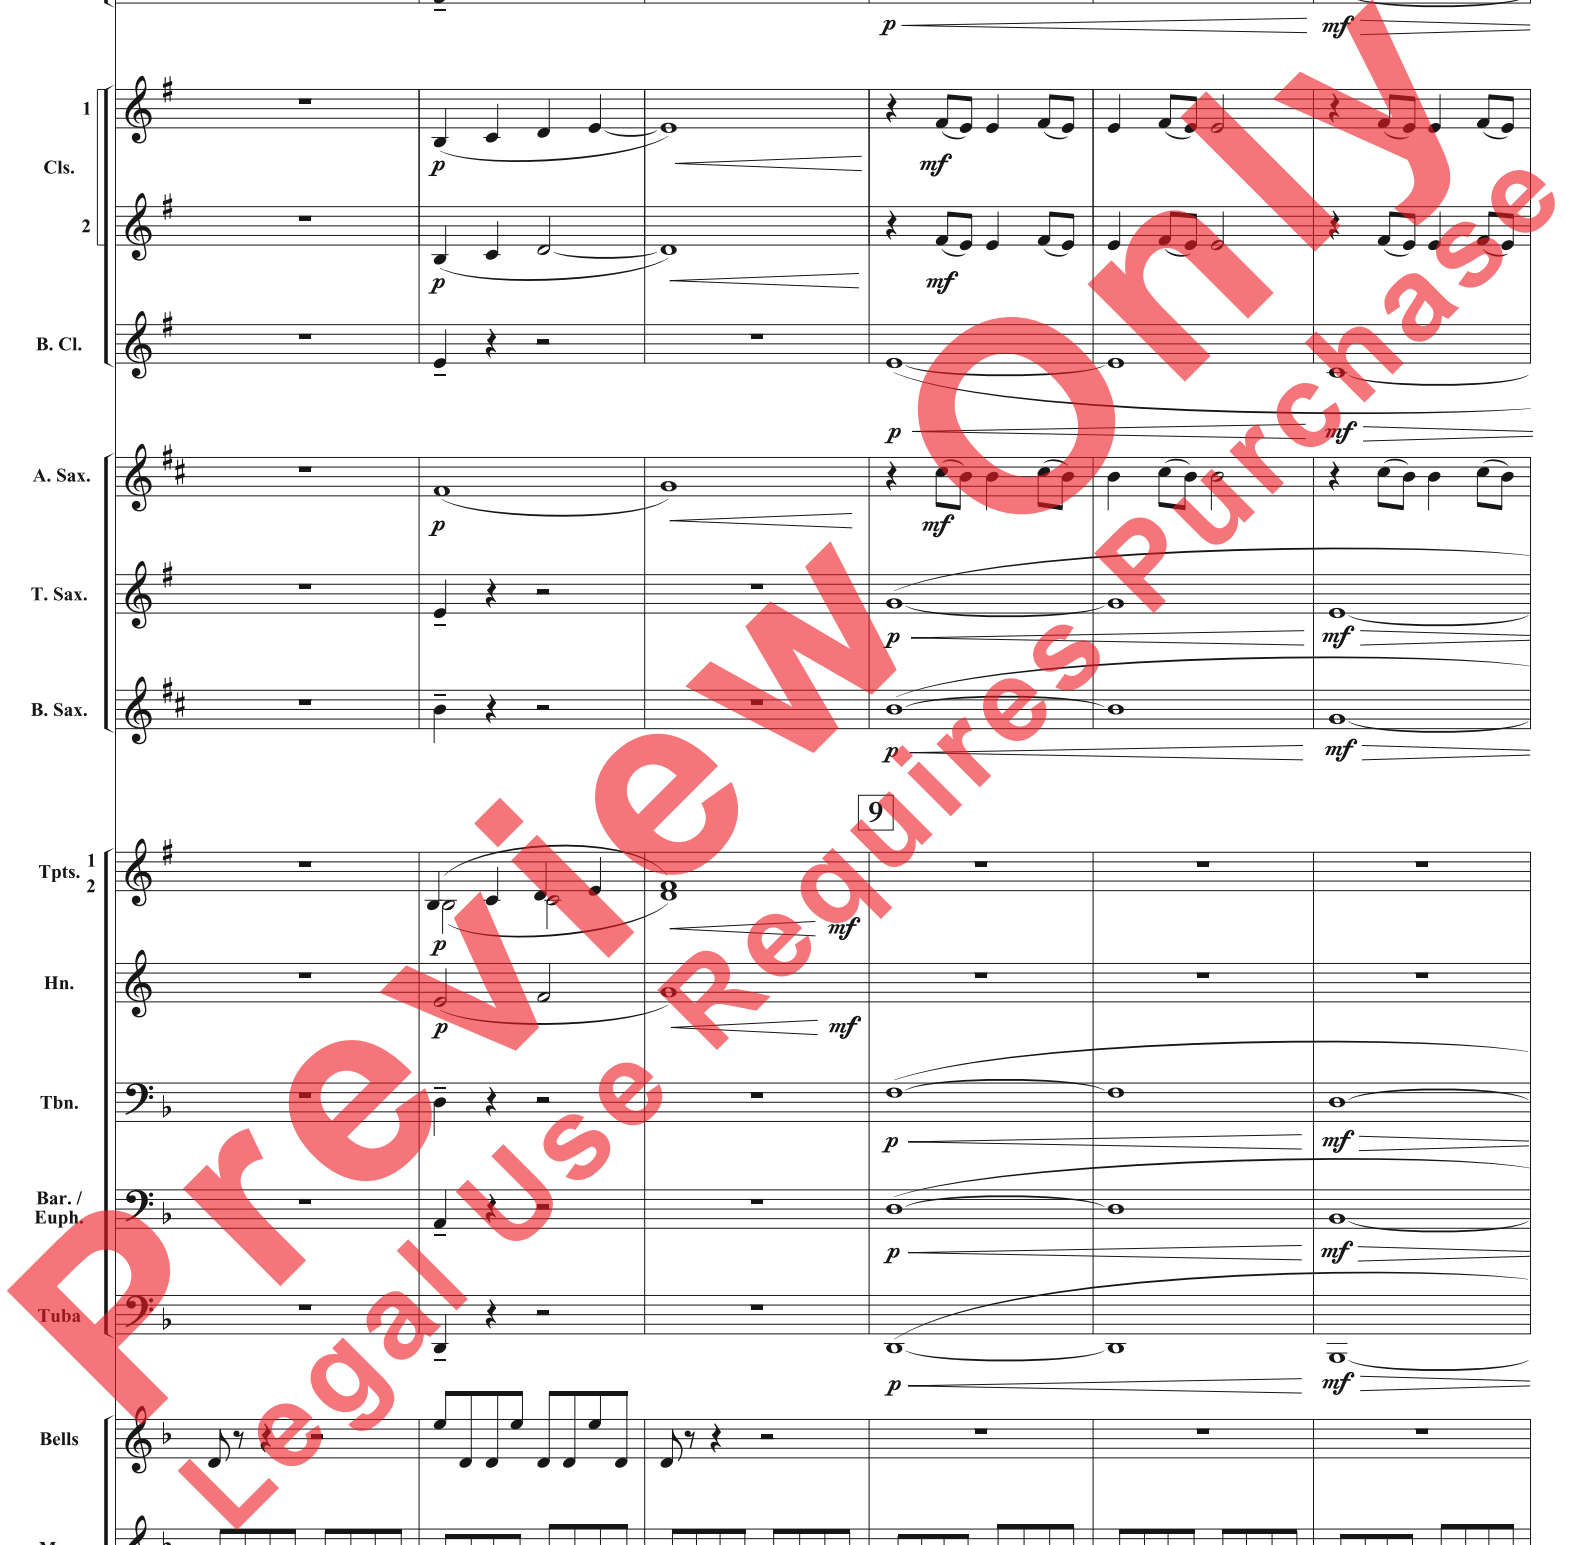 p mf
1
p mf
Cls.
2
p mf
B. Cl.
p mf
A. Sax.
p mf
T. Sax.
p mf
B. Sax.
p mf
9
Tpts. 1
2
p mf
Hn.
p mf
Tbn.
p mf
Bar. /
Euph.
p mf
Tuba
p mf
Bells
Preview Only
Legal Use Requires Purchase